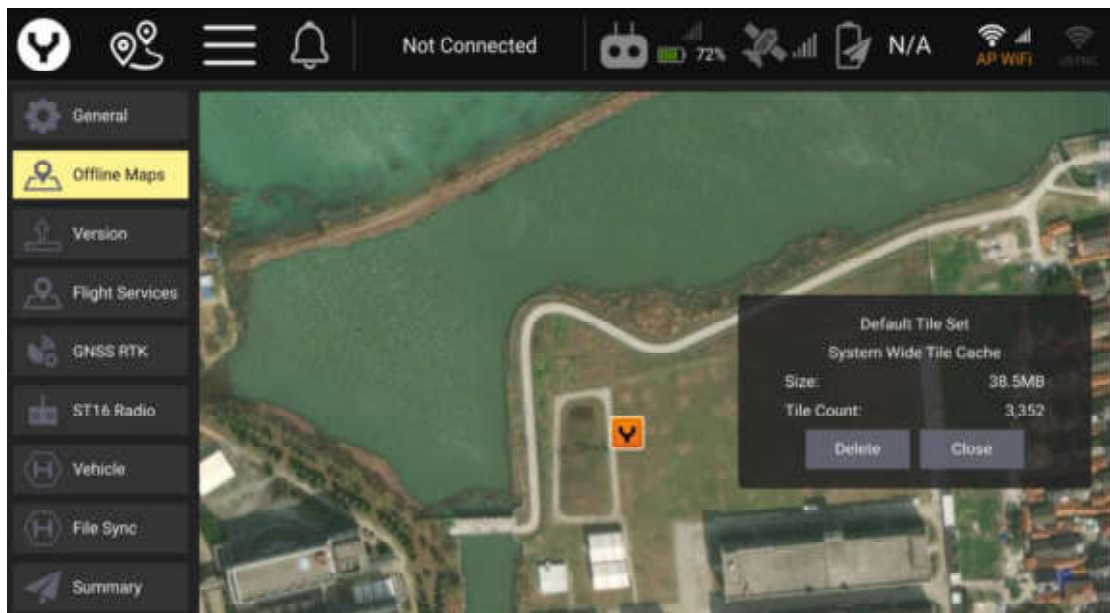 Not Connected
72%
N/A
AP WiFi
General
Offline Maps
Version
Flight Services
GNSS RTK
ST16 Radio
Vehicle
File Sync
Summary
Default Tile Set
System Wide Tile Cache
Size: 38.5MB
Tile Count: 3,352
Delete Close